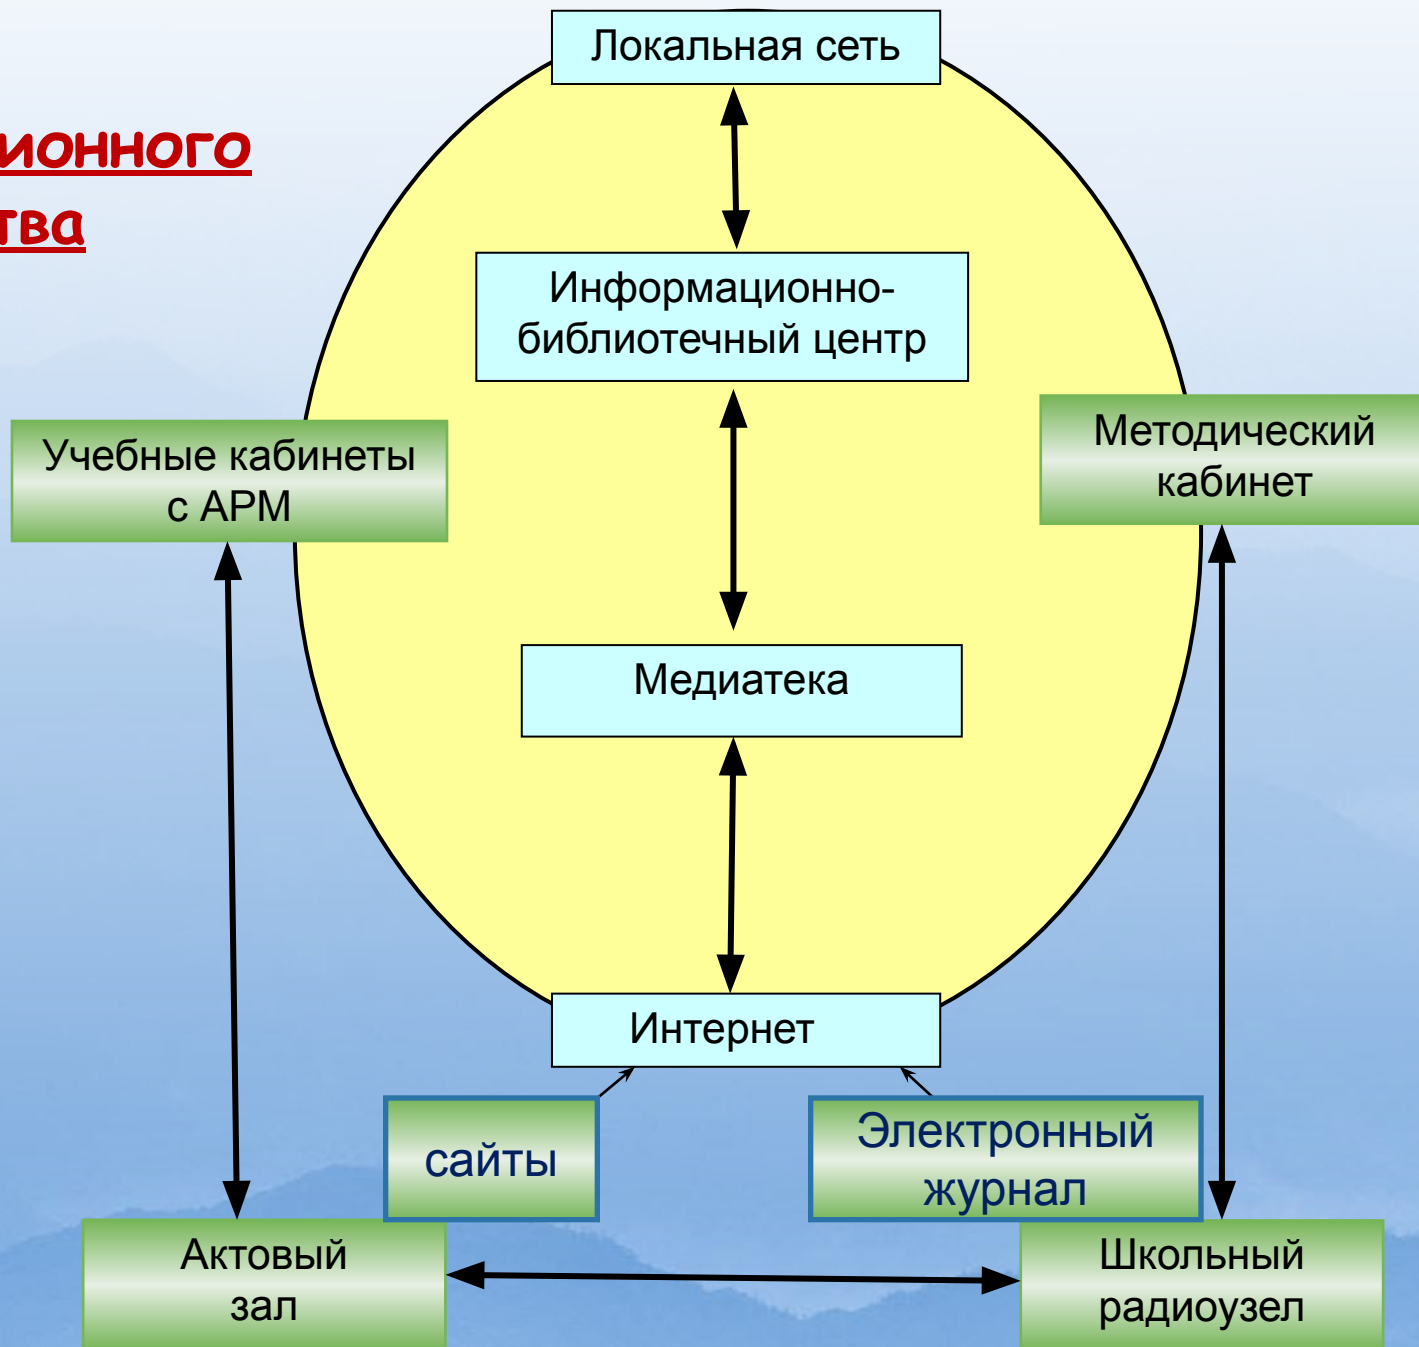 Локальная сеть
ионного
тва
Информационно-
библиотечный центр
Учебные кабинеты
с АРМ
Методический
кабинет
Медиатека
Интернет
сайты
Электронный
журнал
Актовый
зал
Школьный
радиоузел